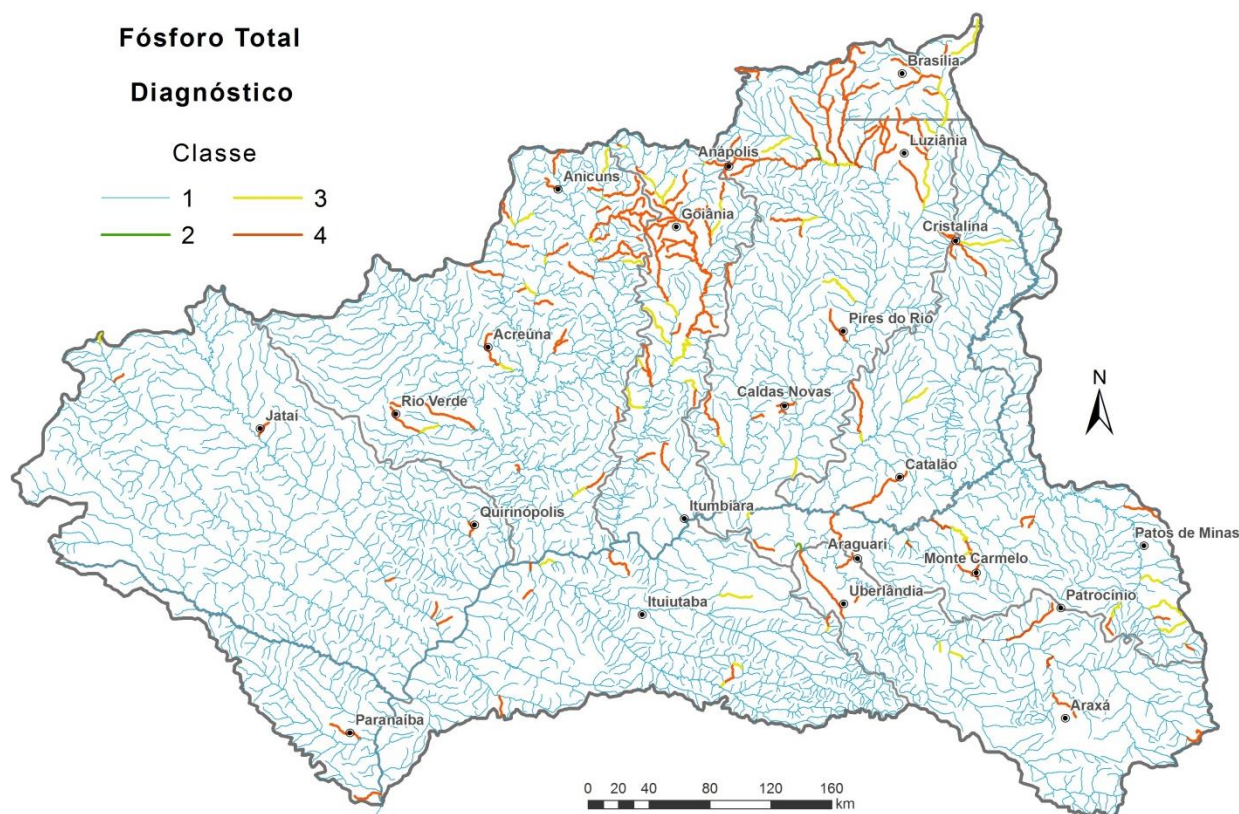 Fósforo Total
Diagnóstico
Classe
1 3
2 4
Brasília
Luziânia
Anápolis
Anicuns
Goiânia
Cristalina
Pires do Rio
Acreúna
Caldas Novas
Rio Verde
Jataí
N
Catalão
Quirinópolis
Itumbiara
Patos de Minas
Araguari
Monte Carmelo
Uberlândia
Patrocínio
Ituiutaba
Araxá
Paranaíba
0 20 40 80 120 160
km